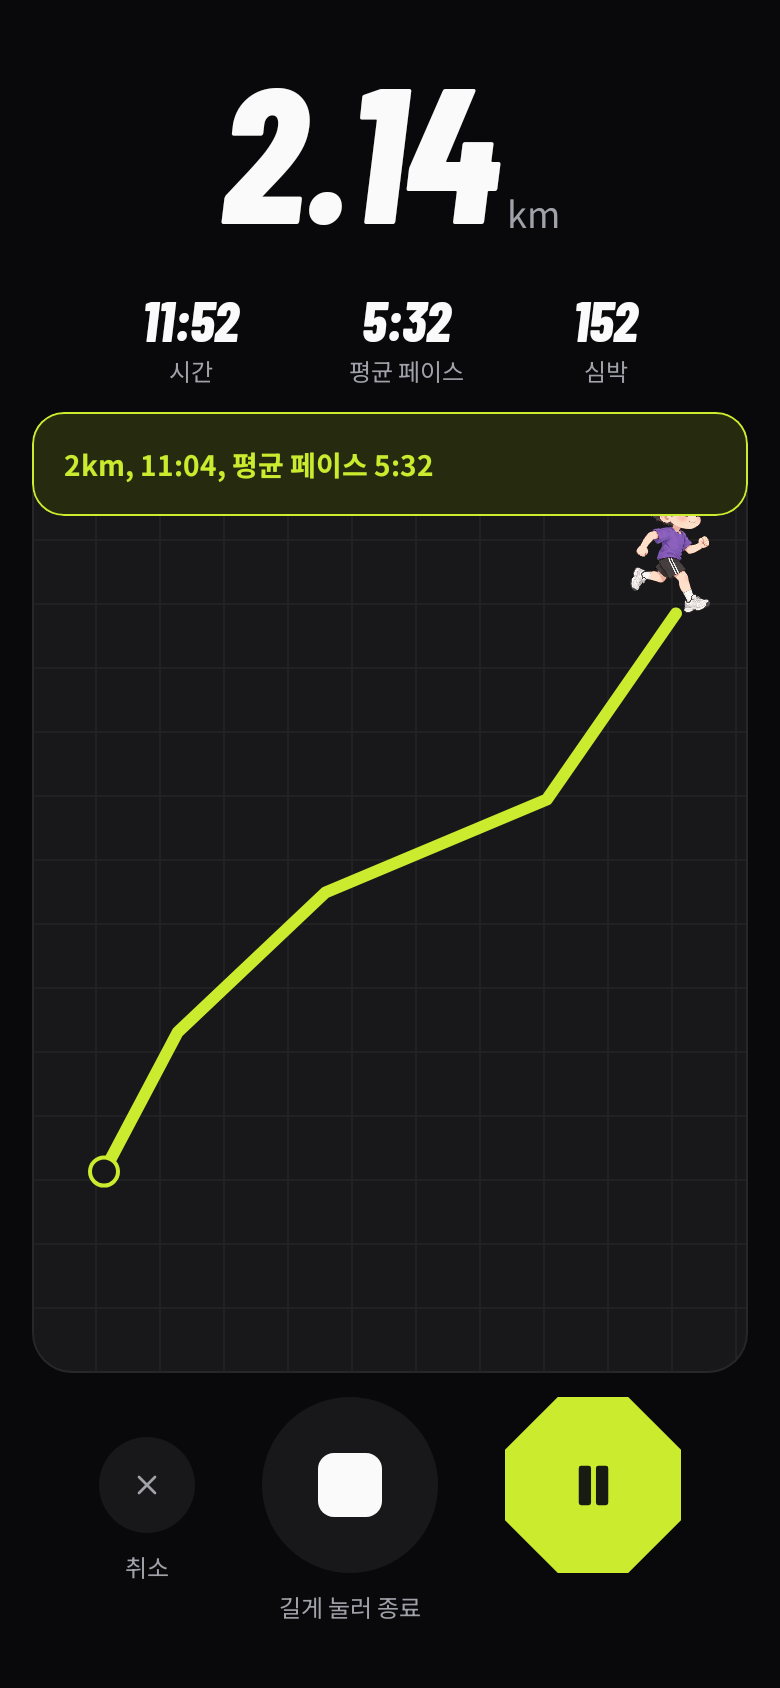 2.14 km
11:52 5:32 152
시간 평균 페이스 심박
2km, 11:04, 평균 페이스 5:32
취소
길게 눌러 종료